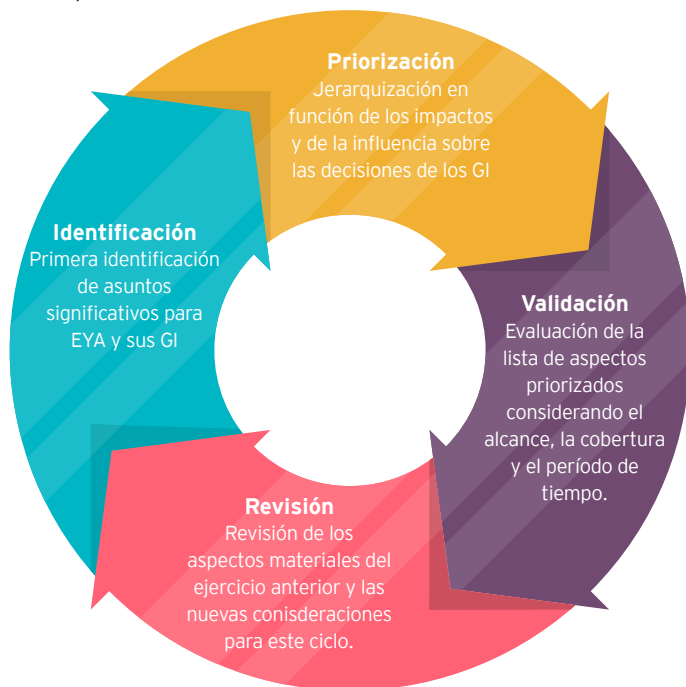 Priorización
Jerarquización en
función de los impactos
y de la influencia sobre
las decisiones de los GI
Identificación
Primera identificación
de asuntos
significativos para
EYA y sus GI
Validación
Evaluación de la
lista de aspectos
priorizados
considerando el
alcance, la cobertura
y el período de
tiempo.
Revisión
Revisión de los
aspectos materiales del
ejercicio anterior y las
nuevas conisderaciones
para este ciclo.